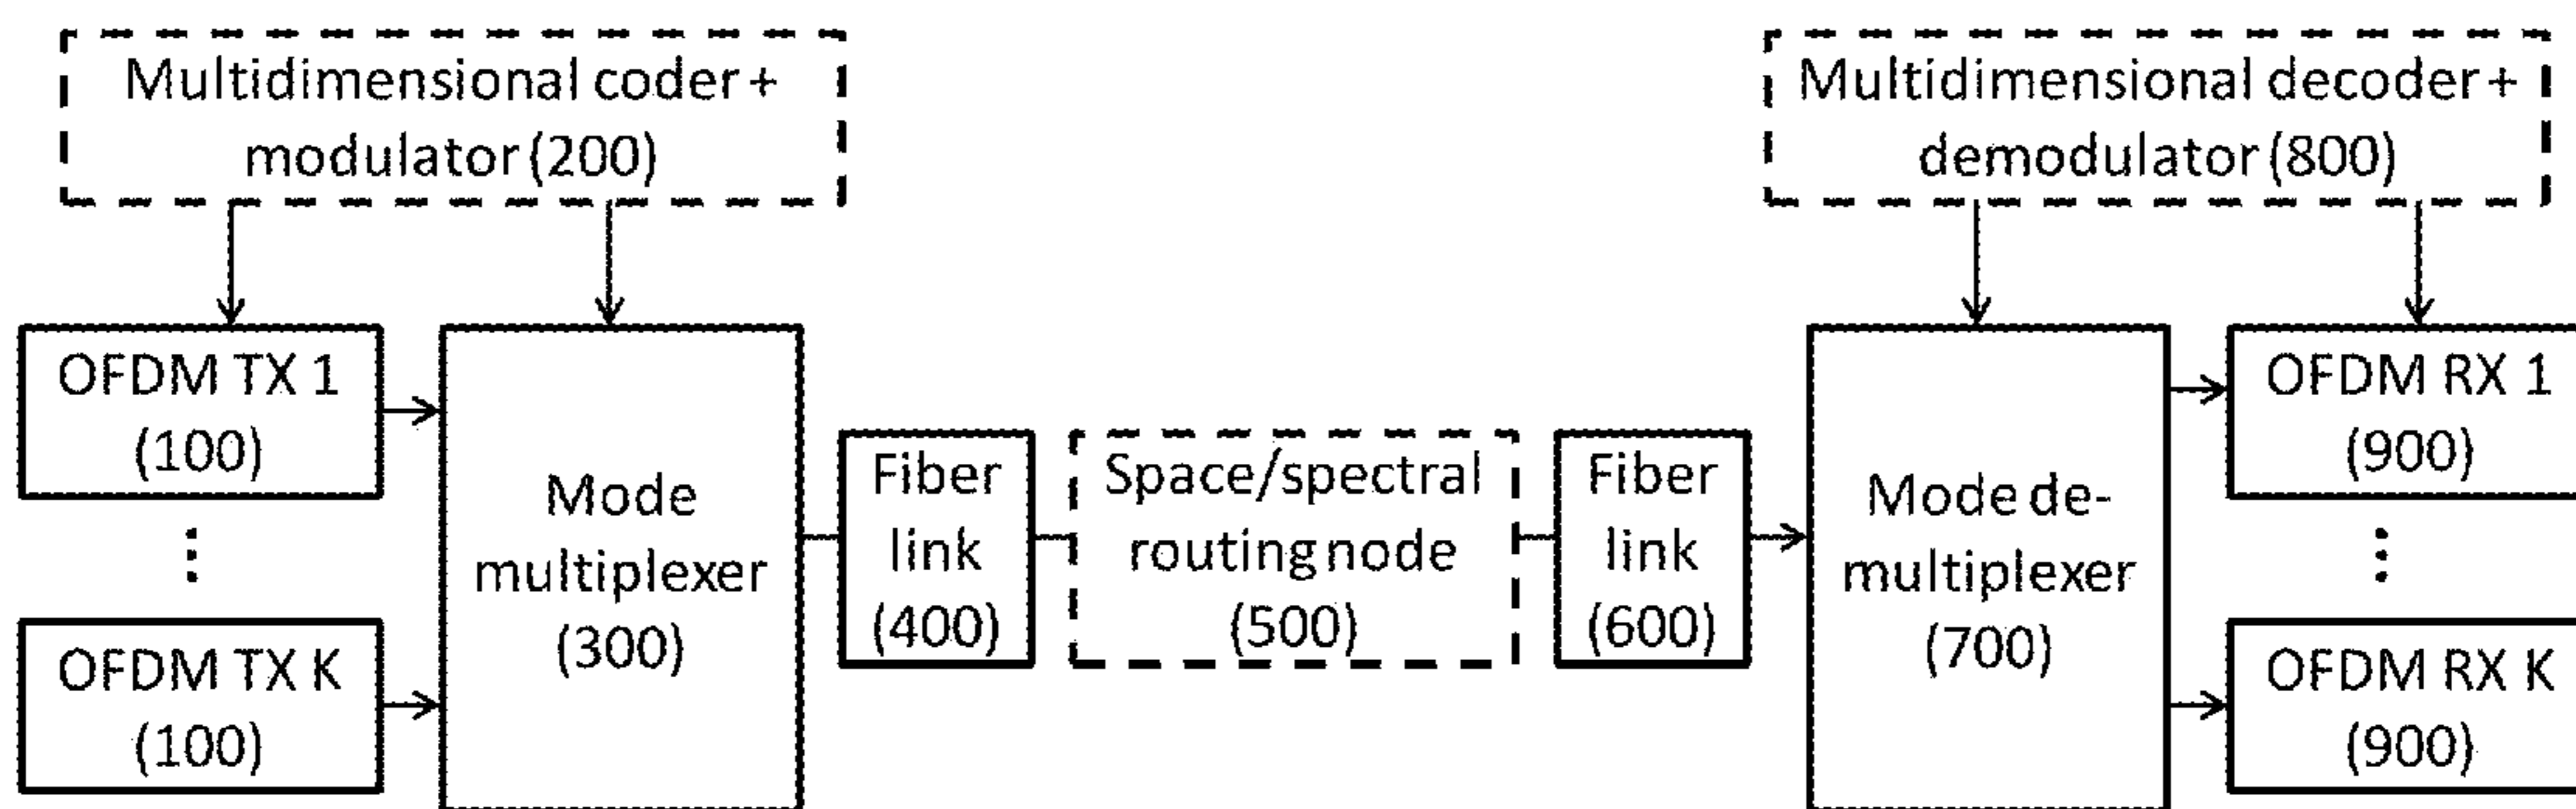 Multidimensional coder +
modulator (200)
Multidimensional decoder +
demodulator (800)
OFDM TX 1
(100)
⋮
OFDM TX K
(100)
Mode
multiplexer
(300)
Fiber
link
(400)
Space/spectral
routing node
(500)
Fiber
link
(600)
Mode de-
multiplexer
(700)
OFDM RX 1
(900)
⋮
OFDM RX K
(900)